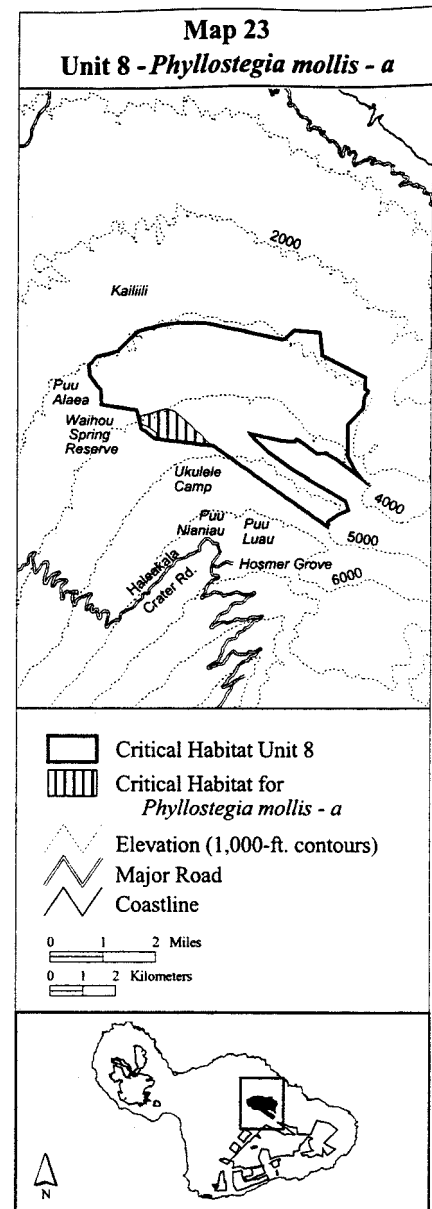 Map 23
Unit 8 - Phyllostegia mollis - a
2000
Kailiili
Puu
Alaea
Waihou
Spring
Reserve
Ukulele
Camp
4000
Puu
Nianiau
Puu
Luau
5000
Hosmer Grove
6000
Haleakala
Crater Rd.
Critical Habitat Unit 8
Critical Habitat for
Phyllostegia mollis - a
Elevation (1,000-ft. contours)
Major Road
Coastline
0 1 2 Miles
0 1 2 Kilometers
N